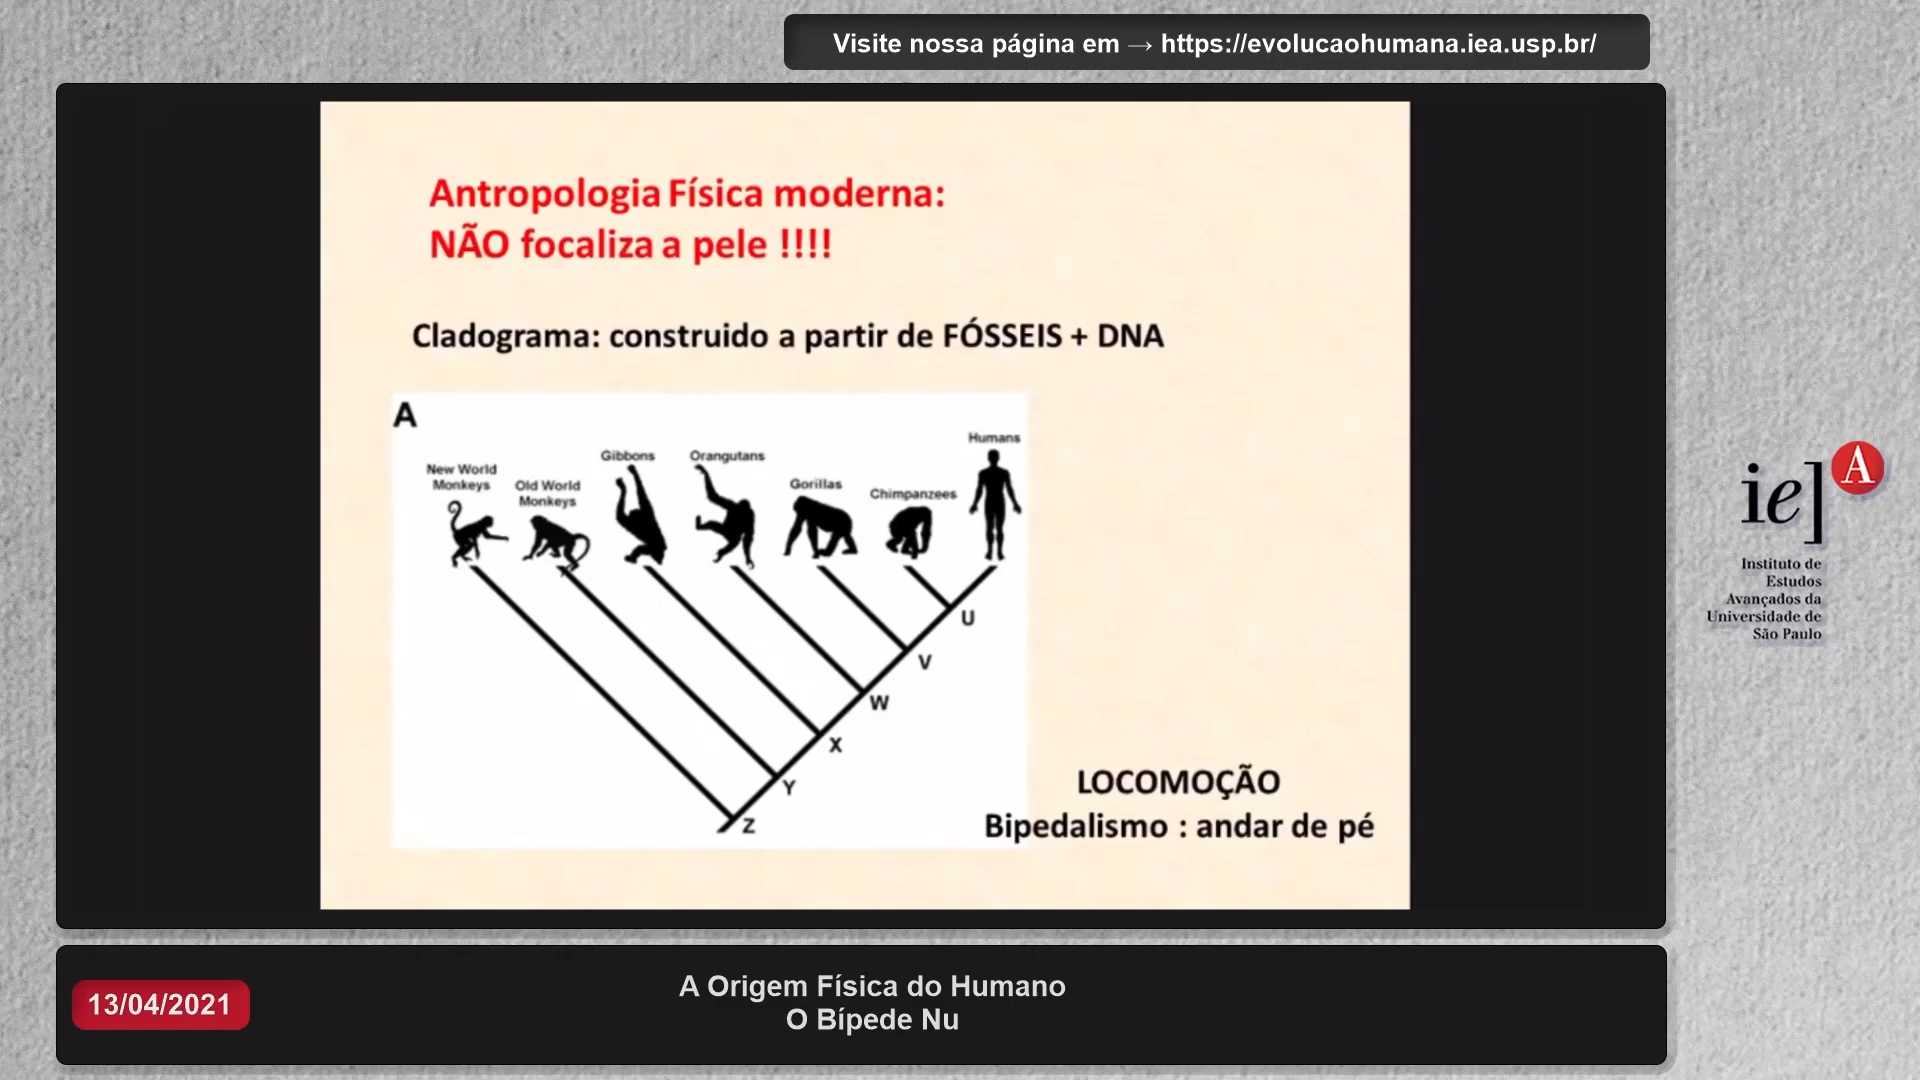 Visite nossa página em → https://evolucaohumana.iea.usp.br/
Antropologia Física moderna:
NÃO focaliza a pele !!!!
Cladograma: construido a partir de FÓSSEIS + DNA
A
New World
Monkeys
Old World
Monkeys
Gibbons
Orangutans
Gorillas
Chimpanzees
Humans
U
V
W
X
Y
Z
LOCOMOÇÃO
Bipedalismo : andar de pé
ie] A
Instituto de
Estudos
Avançados da
Universidade de
São Paulo
13/04/2021
A Origem Física do Humano
O Bípede Nu